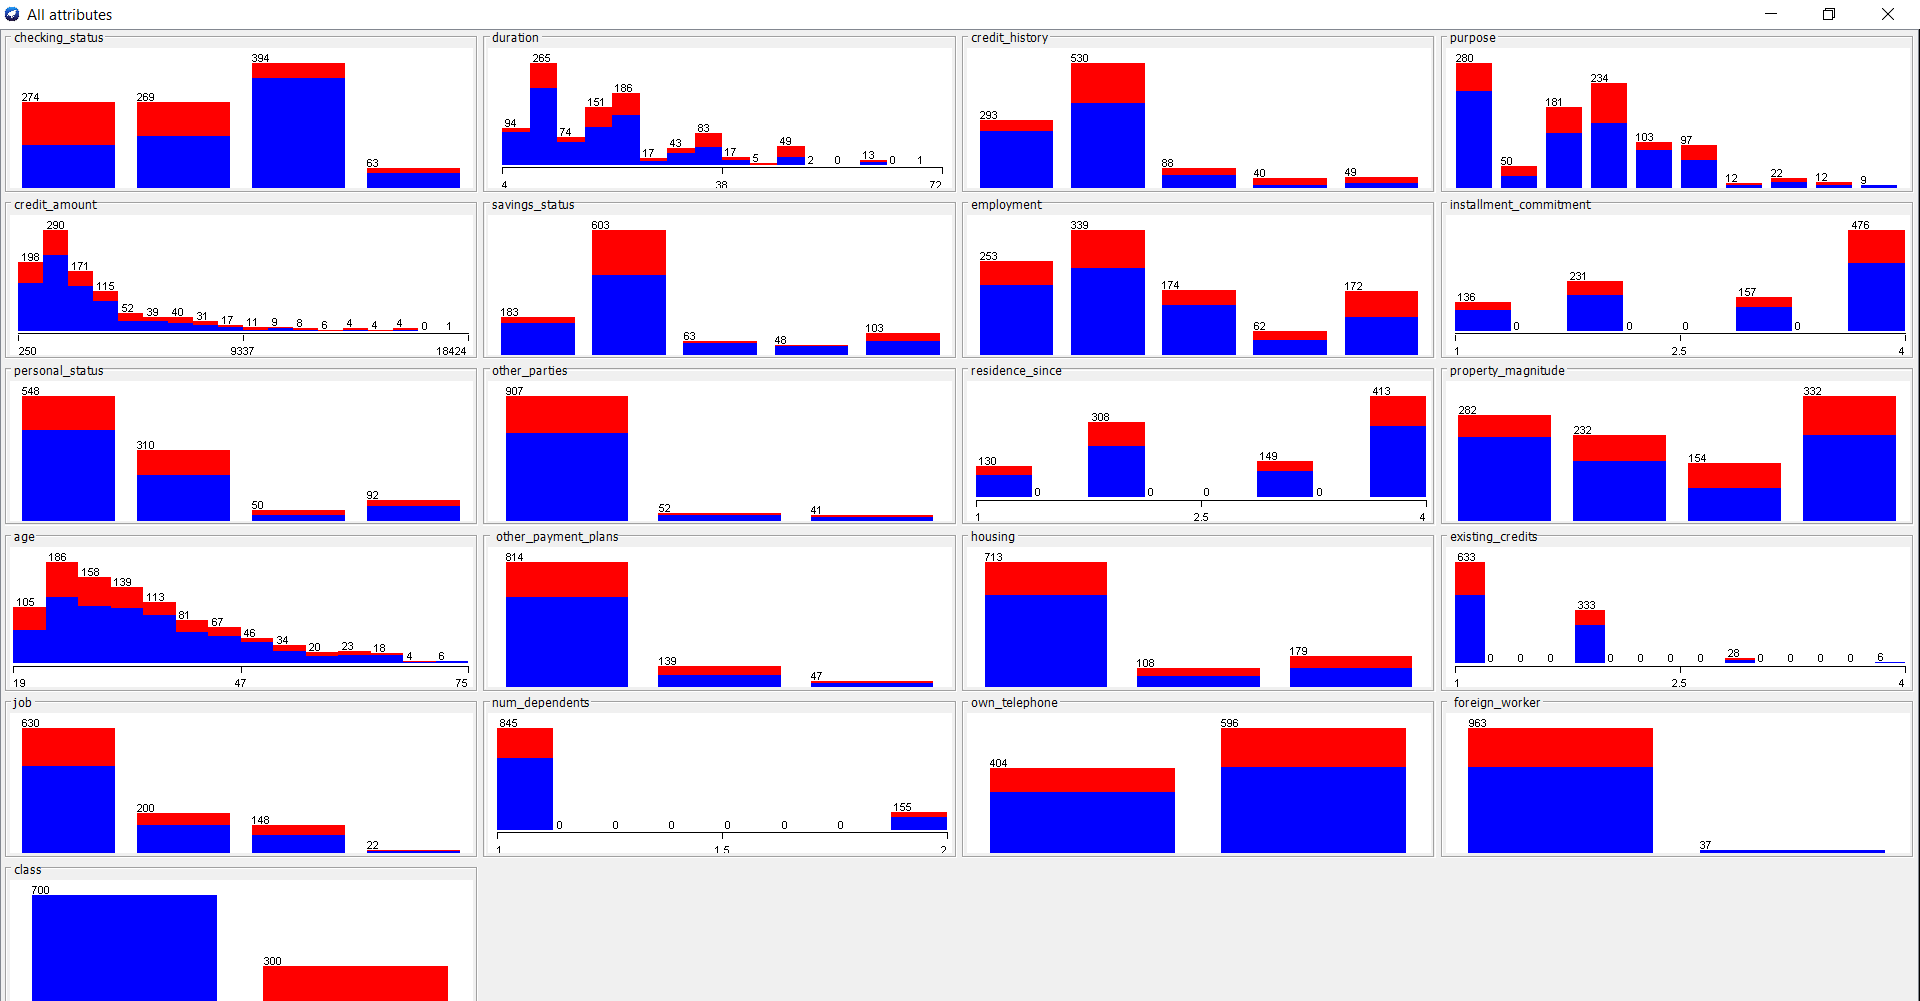 All attributes
checking_status
274 269 394 63
duration
94 265 74 151 186 17 43 83 17 5 49 2 0 13 0 1
4 38 72
credit_history
293 530 88 40 49
purpose
280 50 181 234 103 97 12 22 12 9
credit_amount
198 290 171 115 52 39 40 31 17 11 9 8 6 4 4 4 0 1
250 9337 18424
savings_status
183 603 63 48 103
employment
253 339 174 62 172
installment_commitment
136 0 231 0 0 157 0 476
1 2.5 4
personal_status
548 310 50 92
other_parties
907 52 41
residence_since
130 0 308 0 0 149 0 413
1 2.5 4
property_magnitude
282 232 154 332
age
105 186 158 139 113 81 67 46 34 20 23 18 4 6
19 47 75
other_payment_plans
814 139 47
housing
713 108 179
existing_credits
633 0 0 0 333 0 0 0 0 28 0 0 0 0 6
1 2.5 4
job
630 200 148 22
num_dependents
845 0 0 0 0 0 0 155
1 1.5 2
own_telephone
404 596
foreign_worker
963 37
class
700 300